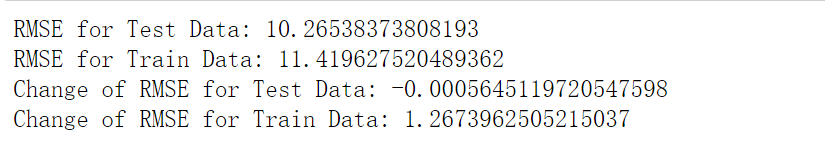 RMSE for Test Data: 10.26538373808193
RMSE for Train Data: 11.419627520489362
Change of RMSE for Test Data: -0.0005645119720547598
Change of RMSE for Train Data: 1.2673962505215037